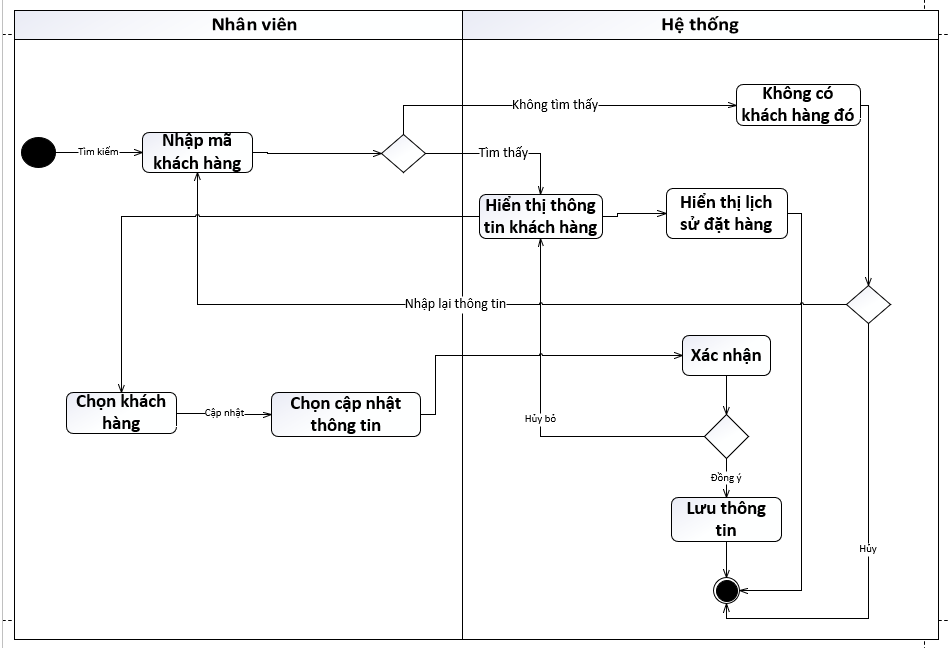 Nhân viên
Hệ thống
Không có
khách hàng đó
Không tìm thấy
Tìm kiếm
Nhập mã
khách hàng
Tìm thấy
Hiển thị thông
tin khách hàng
Hiển thị lịch
sử đặt hàng
Nhập lại thông tin
Xác nhận
Chọn khách
hàng
Cập nhật
Chọn cập nhật
thông tin
Hủy bỏ
Đồng ý
Lưu thông
tin
Hủy